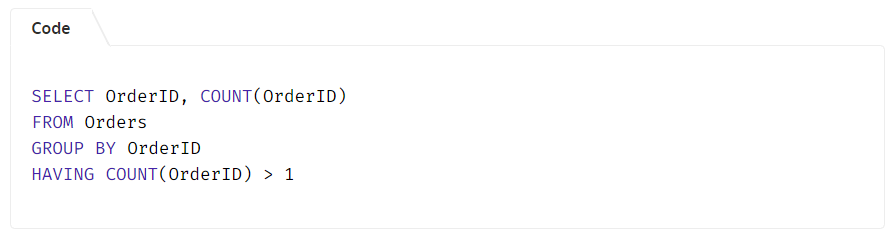 Code
SELECT OrderID, COUNT(OrderID)
FROM Orders
GROUP BY OrderID
HAVING COUNT(OrderID) > 1